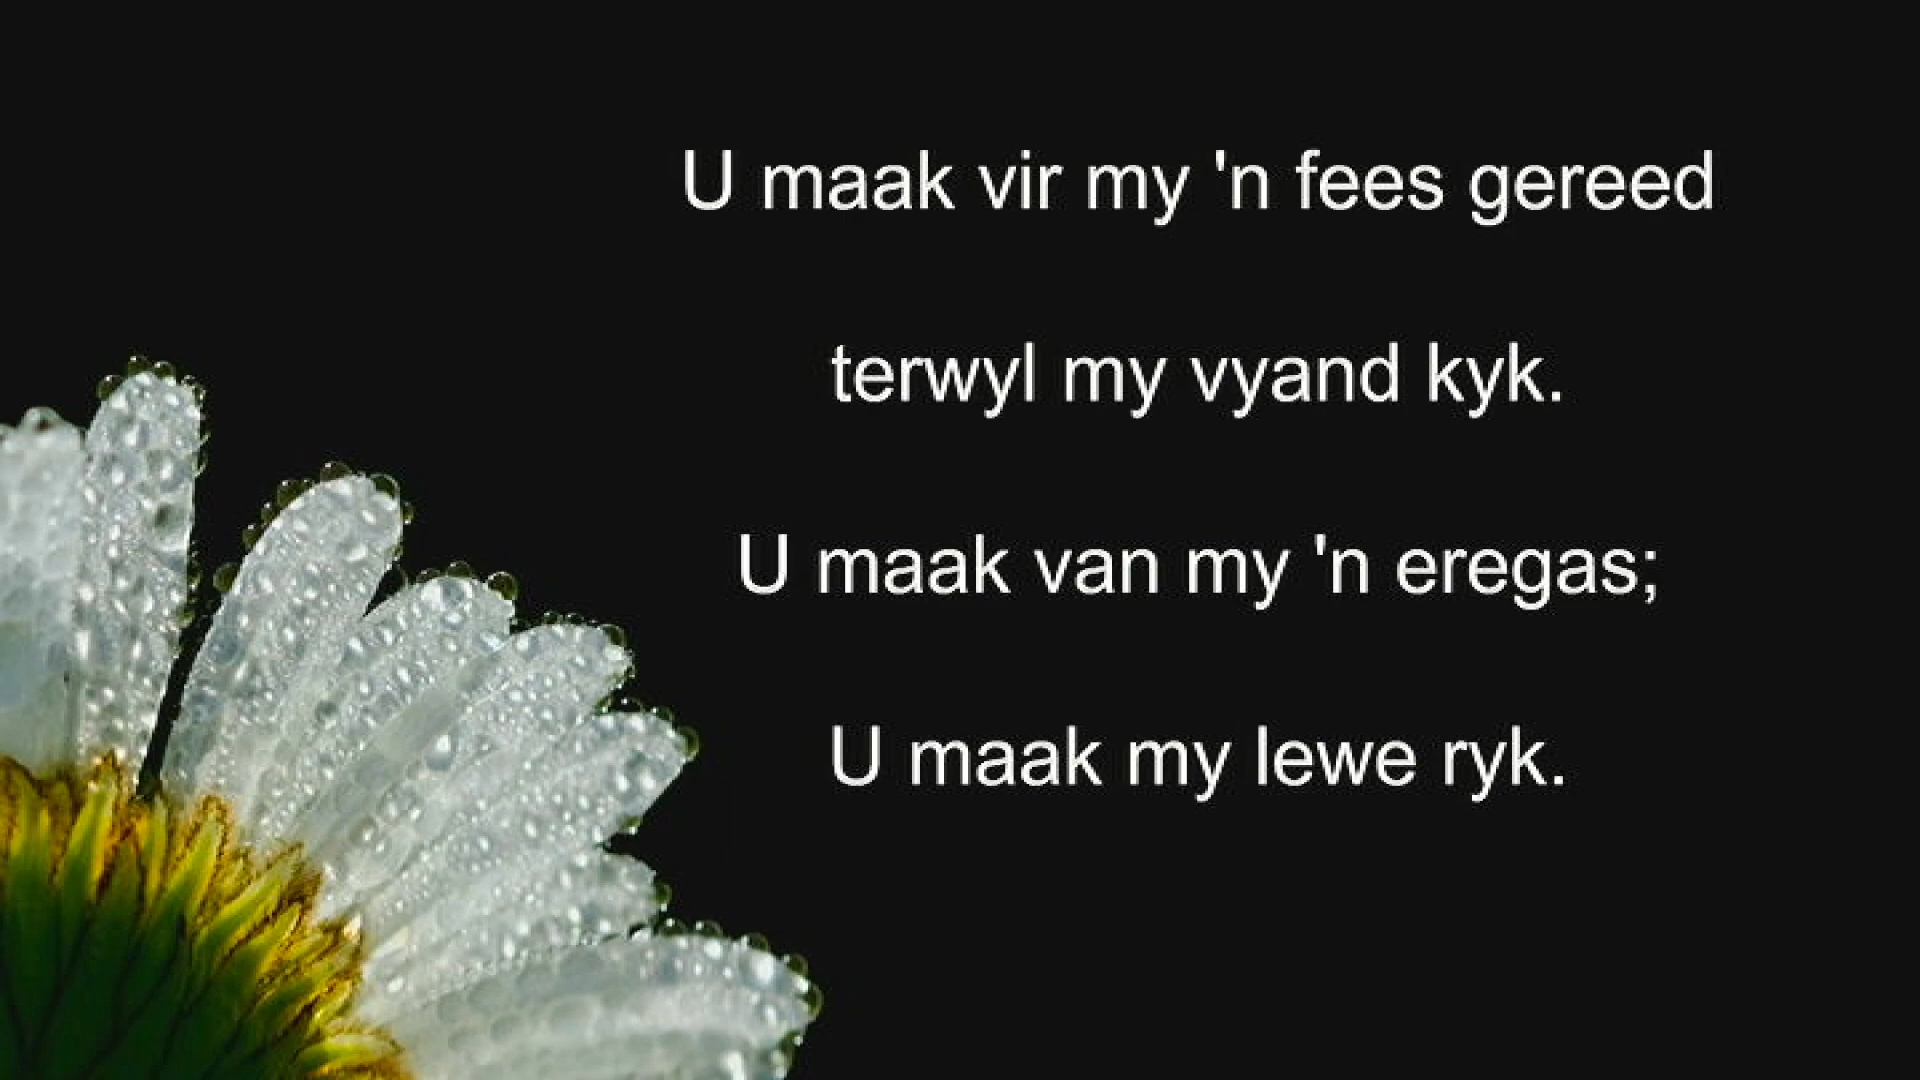 U maak vir my 'n fees gereed
terwyl my vyand kyk.
U maak van my 'n eregas;
U maak my lewe ryk.